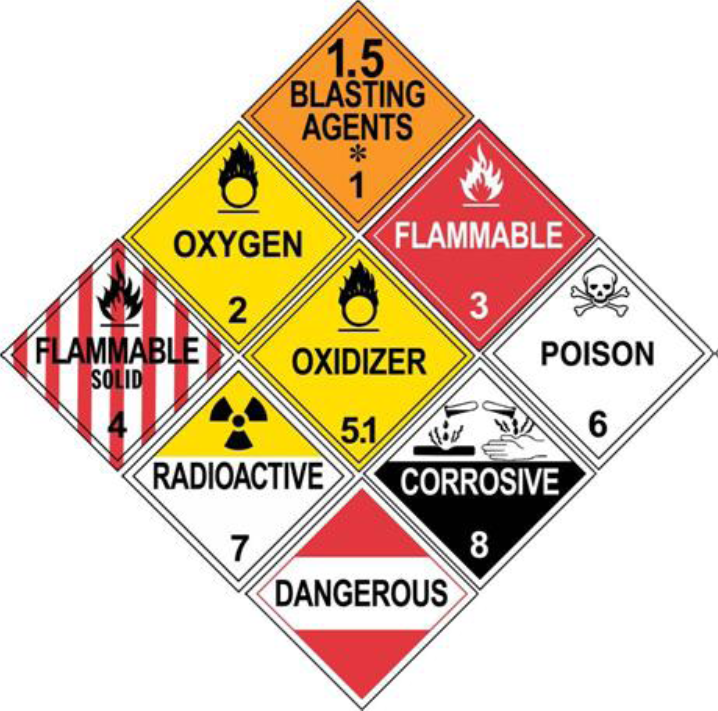 1.5
BLASTING
AGENTS
*
1
OXYGEN
2
FLAMMABLE
3
FLAMMABLE
SOLID
4
OXIDIZER
5.1
POISON
6
RADIOACTIVE
7
CORROSIVE
8
DANGEROUS